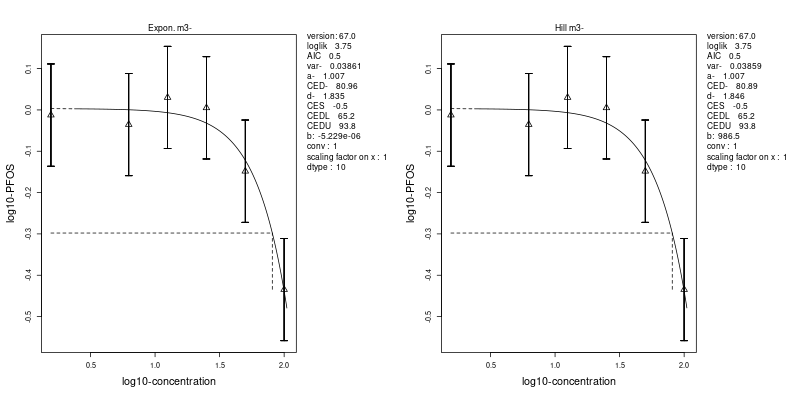 Expon. m3-
version: 67.0
loglik 3.75
AIC 0.5
var- 0.03861
a- 1.007
CED- 80.96
d- 1.835
CES -0.5
CEDL 65.2
CEDU 93.8
b: -5.229e-06
conv : 1
scaling factor on x : 1
dtype : 10
log10-PFOS
0.1
0.0
-0.1
-0.2
-0.3
-0.4
-0.5
0.5 1.0 1.5 2.0
log10-concentration
Hill m3-
version: 67.0
loglik 3.75
AIC 0.5
var- 0.03859
a- 1.007
CED- 80.89
d- 1.846
CES -0.5
CEDL 65.2
CEDU 93.8
b: 986.5
conv : 1
scaling factor on x : 1
dtype : 10
log10-PFOS
0.1
0.0
-0.1
-0.2
-0.3
-0.4
-0.5
0.5 1.0 1.5 2.0
log10-concentration